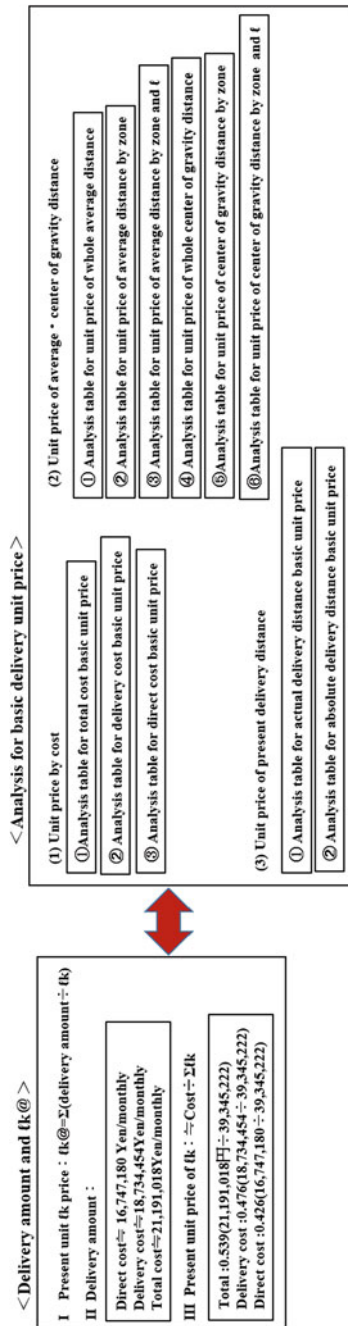 ＜Delivery amount and ℓk@＞
Ⅰ Present unit ℓk price：ℓk@=Σ(delivery amount÷ℓk)
Ⅱ Delivery amount：
Direct cost≒ 16,747,180 Yen/monthly
Delivery cost≒18,734,454Yen/monthly
Total cost≒21,191,018Yen/monthly
Ⅲ Present unit price of ℓk：≒Cost÷Σℓk
Total :0.539(21,191,018円÷39,345,222)
Delivery cost :0.476(18,734,454÷39,345,222)
Direct cost :0.426(16,747,180÷39,345,222)
＜Analysis for basic delivery unit price＞
(1) Unit price by cost
①Analysis table for total cost basic unit price
② Analysis table for delivery cost basic unit price
③ Analysis table for direct cost basic unit price
(2) Unit price of average・center of gravity distance
① Analysis table for unit price of whole average distance
② Analysis table for unit price of average distance by zone
③ Analysis table for unit price of average distance by zone and ℓ
④ Analysis table for unit price of whole center of gravity distance
⑤Analysis table for unit price of center of gravity distance by zone
⑥Analysis table for unit price of center of gravity distance by zone and ℓ
(3) Unit price of present delivery distance
① Analysis table for actual delivery distance basic unit price
② Analysis table for absolute delivery distance basic unit price